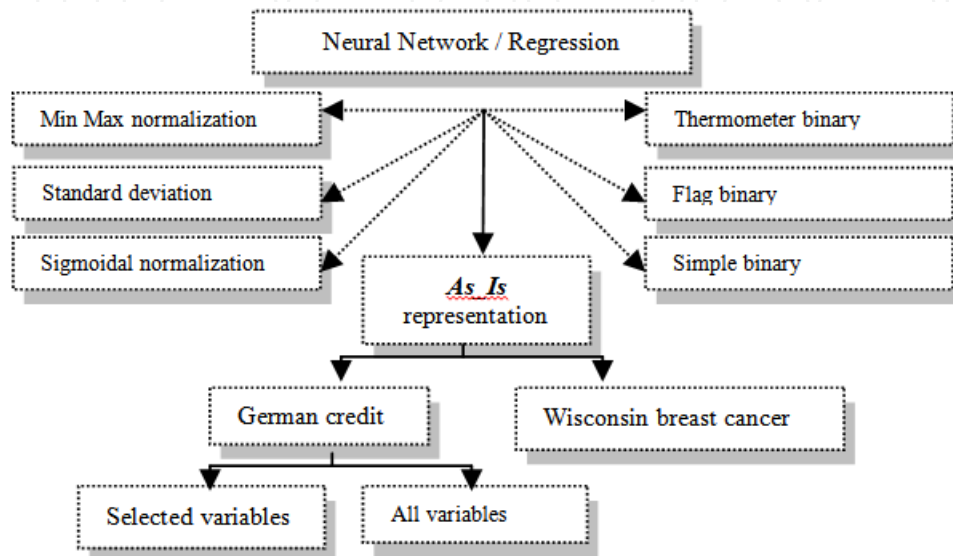 Neural Network / Regression
Min Max normalization
Thermometer binary
Standard deviation
Flag binary
Sigmoidal normalization
Simple binary
As_Is
representation
German credit
Wisconsin breast cancer
Selected variables
All variables